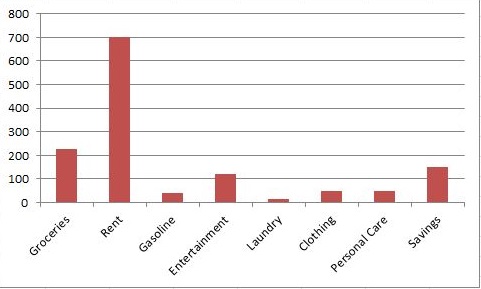 800
700
600
500
400
300
200
100
0
Groceries
Rent
Gasoline
Entertainment
Laundry
Clothing
Personal Care
Savings